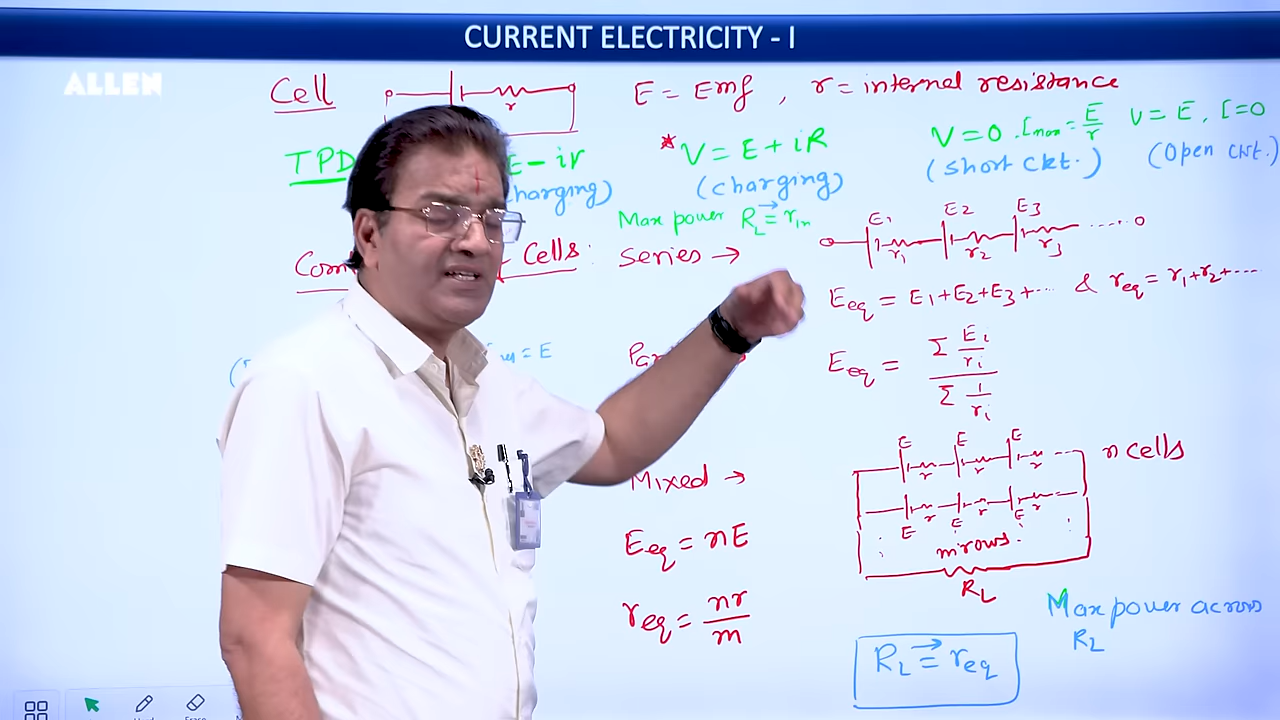 CURRENT ELECTRICITY - I
ALLEN
Cell
r
E = Emf , r = internal resistance
TPD
E - ir
* V = E + iR
V = 0 . Imax = E/r
V = E , I = 0
(charging)
(Short ckt.)
(Open ckt.)
Max power RL = rin
E1 E2 E3
r1 r2 r3
Cells :
Series →
Eeq = E1 + E2 + E3 + ... & req = r1 + r2 + ....
= E
Eeq = Σ Ei/ri / Σ 1/ri
E E E
r r r
n cells
Mixed →
r r r
E E E
m rows .
Eeq = nE
RL
req = nr/m
Max power across
RL
RL = req